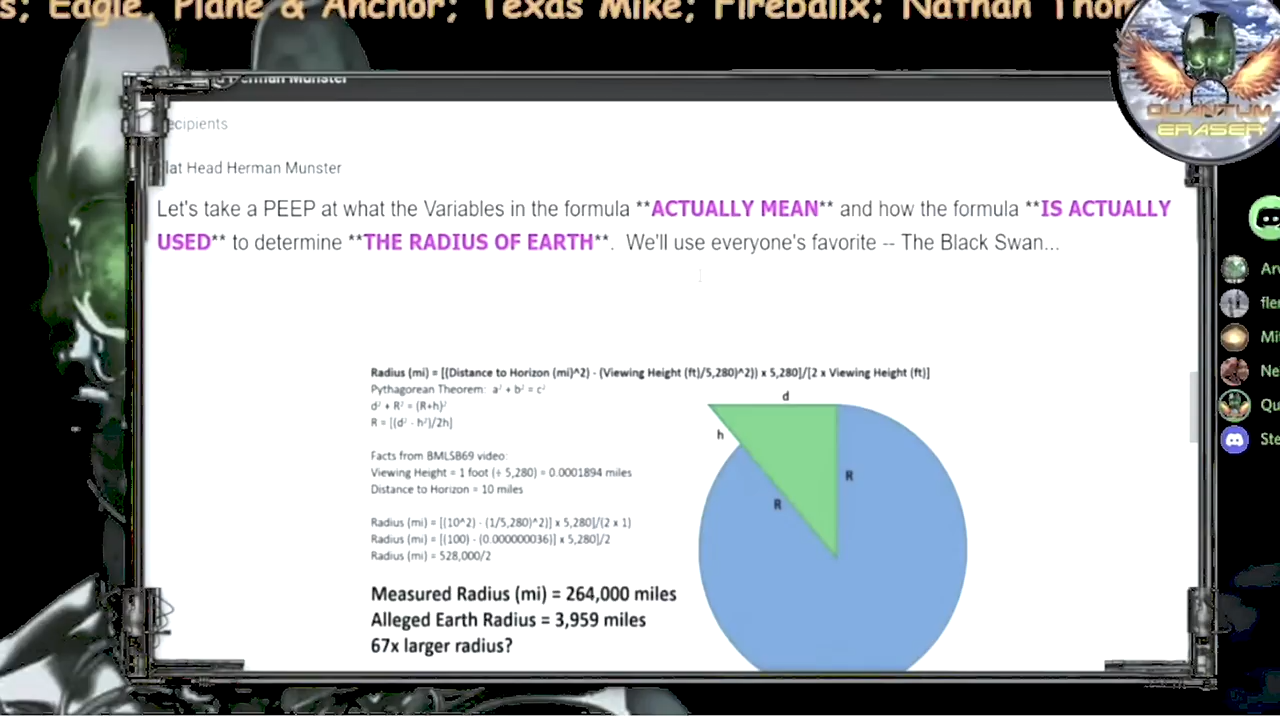 s; Eagle, Plane & Anchor; Texas Mike; Fireballx; Nathan Thom
Herman Munster
QUANTUM
ERASER
ecipients
lat Head Herman Munster
Let's take a PEEP at what the Variables in the formula **ACTUALLY MEAN** and how the formula **IS ACTUALLY
USED** to determine **THE RADIUS OF EARTH**. We'll use everyone's favorite -- The Black Swan...
Ar
fler
Mit
Ne
Qu
Ste
Radius (mi) = [((Distance to Horizon (mi)^2) - (Viewing Height (ft)/5,280)^2)) x 5,280]/[2 x Viewing Height (ft)]
Pythagorean Theorem: a² + b² = c²
d² + R² = (R+h)²
R = [(d² - h²)/2h]
d
h
R
R
Facts from BMLSB69 video:
Viewing Height = 1 foot (÷ 5,280) = 0.0001894 miles
Distance to Horizon = 10 miles
Radius (mi) = [(10^2) - (1/5,280)^2)] x 5,280]/(2 x 1)
Radius (mi) = [(100) - (0.000000036)] x 5,280]/2
Radius (mi) = 528,000/2
Measured Radius (mi) = 264,000 miles
Alleged Earth Radius = 3,959 miles
67x larger radius?